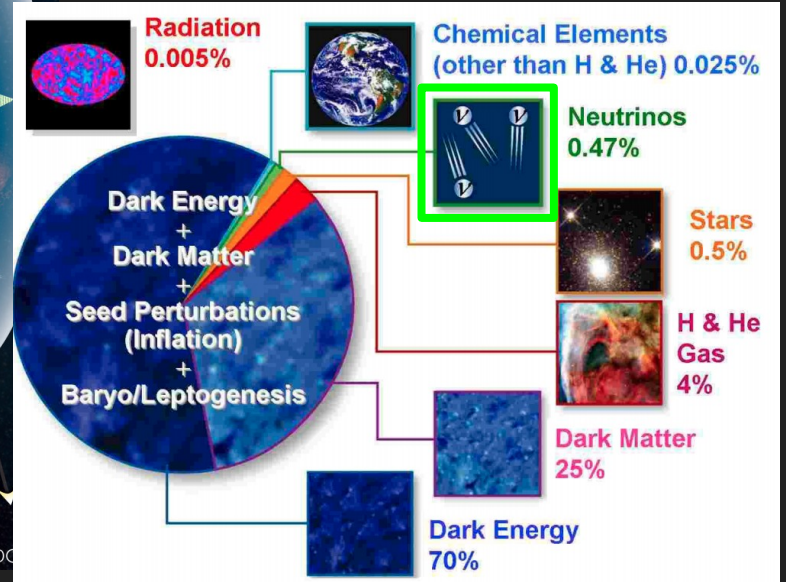 Radiation
0.005%
Chemical Elements
(other than H & He) 0.025%
ν
ν
ν
Neutrinos
0.47%
Dark Energy
+
Dark Matter
+
Seed Perturbations
(Inflation)
+
Baryo/Leptogenesis
Stars
0.5%
H & He
Gas
4%
Dark Matter
25%
Dark Energy
70%